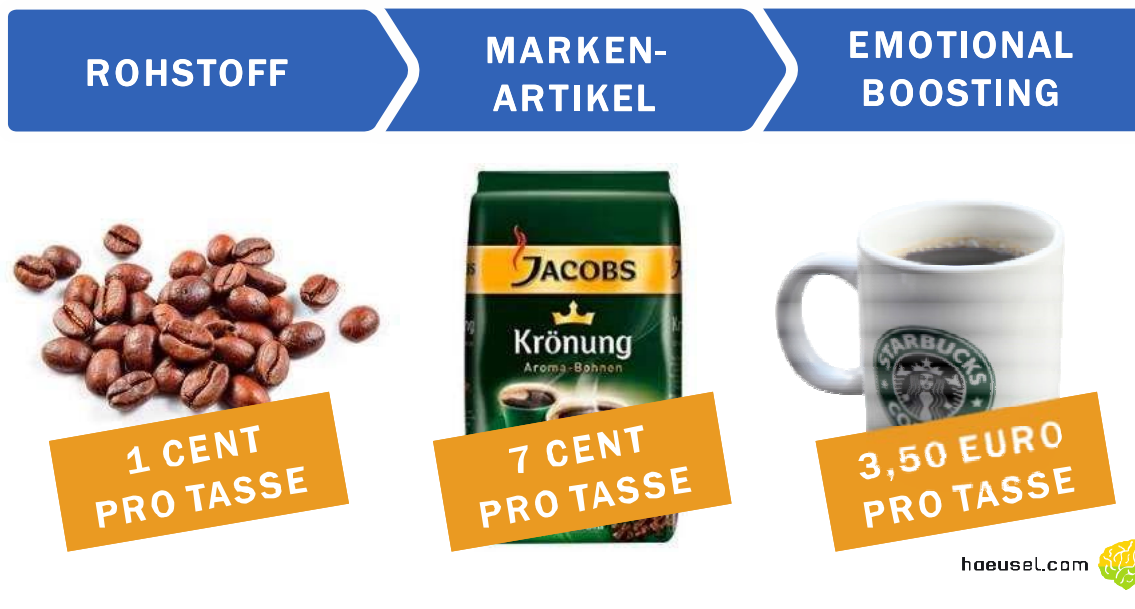 ROHSTOFF
MARKEN-
ARTIKEL
EMOTIONAL
BOOSTING
JACOBS
Krönung
Aroma-Bohnen
STARBUCKS
1 CENT
PRO TASSE
7 CENT
PRO TASSE
3,50 EURO
PRO TASSE
haeusel.com